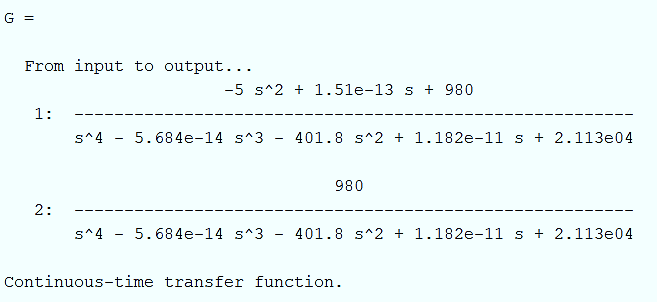 G =
From input to output...
-5 s^2 + 1.51e-13 s + 980
1: --------------------------------------------------------
s^4 - 5.684e-14 s^3 - 401.8 s^2 + 1.182e-11 s + 2.113e04
980
2: --------------------------------------------------------
s^4 - 5.684e-14 s^3 - 401.8 s^2 + 1.182e-11 s + 2.113e04
Continuous-time transfer function.